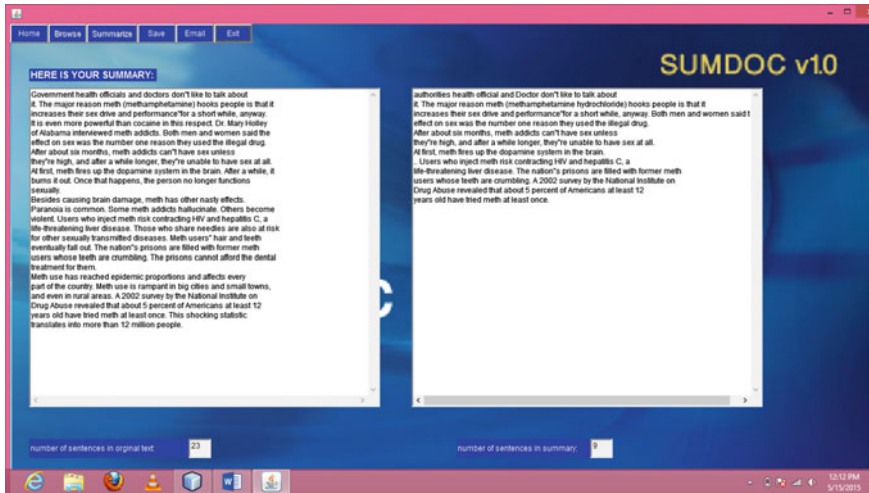 Home Browse Summarize Save Email Exit
SUMDOC v1.0
HERE IS YOUR SUMMARY:
Government health officials and doctors don"t like to talk about
it. The major reason meth (methamphetamine) hooks people is that it
increases their sex drive and performance"for a short while, anyway.
It is even more powerful than cocaine in this respect. Dr. Mary Holley
of Alabama interviewed meth addicts. Both men and women said the
effect on sex was the number one reason they used the illegal drug.
After about six months, meth addicts can"t have sex unless
they"re high, and after a while longer, they"re unable to have sex at all.
At first, meth fires up the dopamine system in the brain. After a while, it
burns it out. Once that happens, the person no longer functions
sexually.
Besides causing brain damage, meth has other nasty effects.
Paranoia is common. Some meth addicts hallucinate. Others become
violent. Users who inject meth risk contracting HIV and hepatitis C, a
life-threatening liver disease. Those who share needles are also at risk
for other sexually transmitted diseases. Meth users" hair and teeth
eventually fall out. The nation"s prisons are filled with former meth
users whose teeth are crumbling. The prisons cannot afford the dental
treatment for them.
Meth use has reached epidemic proportions and affects every
part of the country. Meth use is rampant in big cities and small towns,
and even in rural areas. A 2002 survey by the National Institute on
Drug Abuse revealed that about 5 percent of Americans at least 12
years old have tried meth at least once. This shocking statistic
translates into more than 12 million people.
authorities health official and Doctor don"t like to talk about
it. The major reason meth (methamphetamine hydrochloride) hooks people is that it
increases their sex drive and performance"for a short while, anyway. Both men and women said t
effect on sex was the number one reason they used the illegal drug.
After about six months, meth addicts can"t have sex unless
they"re high, and after a while longer, they"re unable to have sex at all.
At first, meth fires up the dopamine system in the brain.
.. Users who inject meth risk contracting HIV and hepatitis C, a
life-threatening liver disease. The nation"s prisons are filled with former meth
users whose teeth are crumbling. A 2002 survey by the National Institute on
Drug Abuse revealed that about 5 percent of Americans at least 12
years old have tried meth at least once.
C
number of sentences in orginal text: 23
number of sentences in summary: 9
12:12 PM
5/15/2015